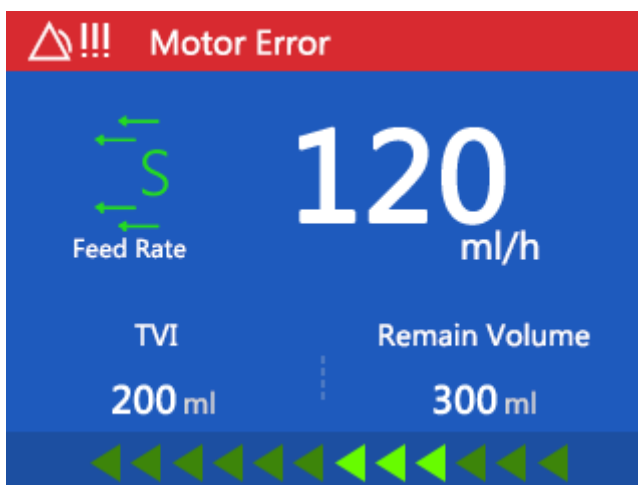 !!! Motor Error
S
120
Feed Rate
ml/h
TVI
Remain Volume
200 ml
300 ml